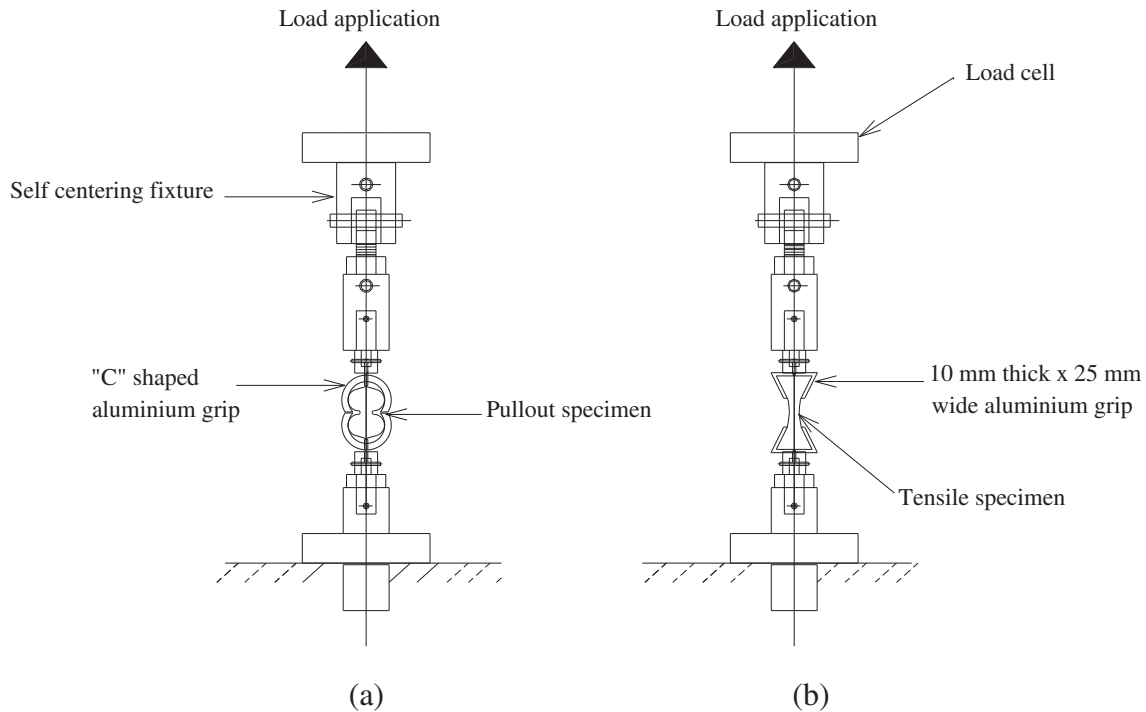 Load application
Load application
Load cell
Self centering fixture
"C" shaped
aluminium grip
Pullout specimen
10 mm thick x 25 mm
wide aluminium grip
Tensile specimen
(a)
(b)